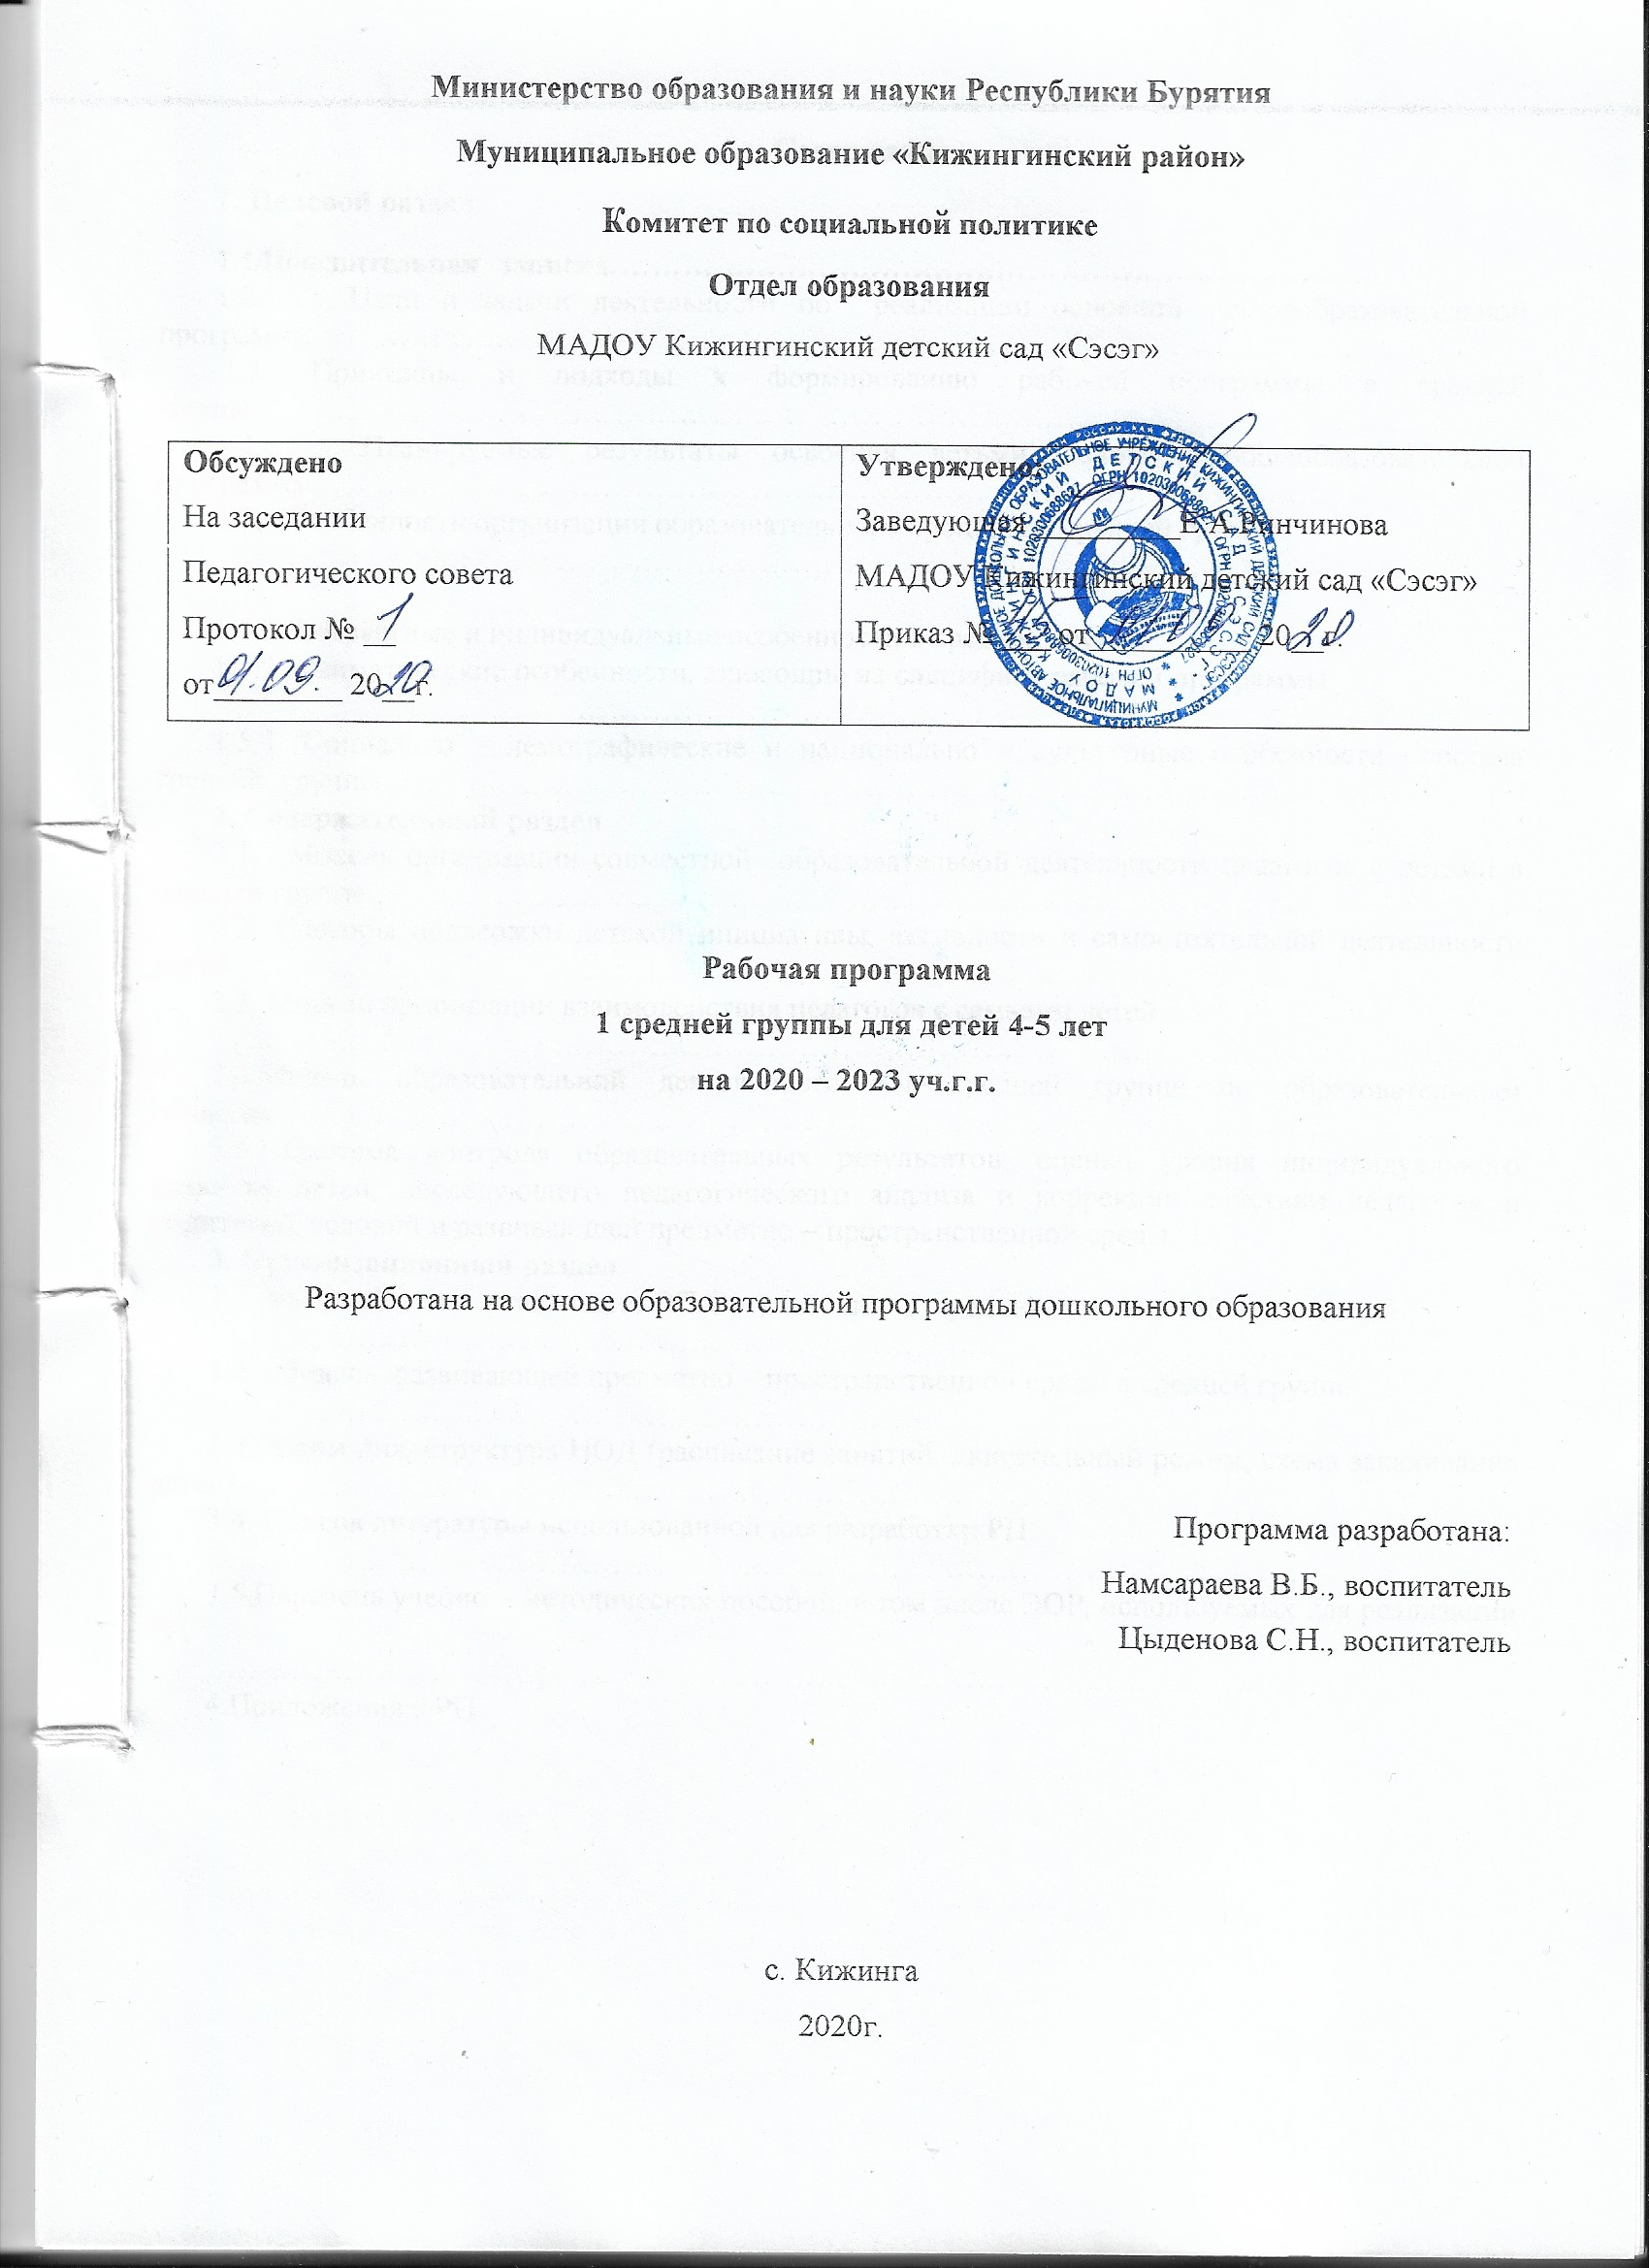 Министерство образования и науки Республики Бурятия
Муниципальное образование «Кижингинский район»
Комитет по социальной политике
Отдел образования
МАДОУ Кижингинский детский сад «Сэсэг»
Обсуждено
На заседании
Педагогического совета
Протокол № 1
от 01.09. 2020г.
Утверждено
Заведующая Е.А.Ринчинова
МАДОУ Кижингинский детский сад «Сэсэг»
Приказ № от 2020 г.
Рабочая программа
1 средней группы для детей 4-5 лет
на 2020 – 2023 уч.г.г.
Разработана на основе образовательной программы дошкольного образования
Программа разработана:
Намсараева В.Б., воспитатель
Цыденова С.Н., воспитатель
с. Кижинга
2020г.